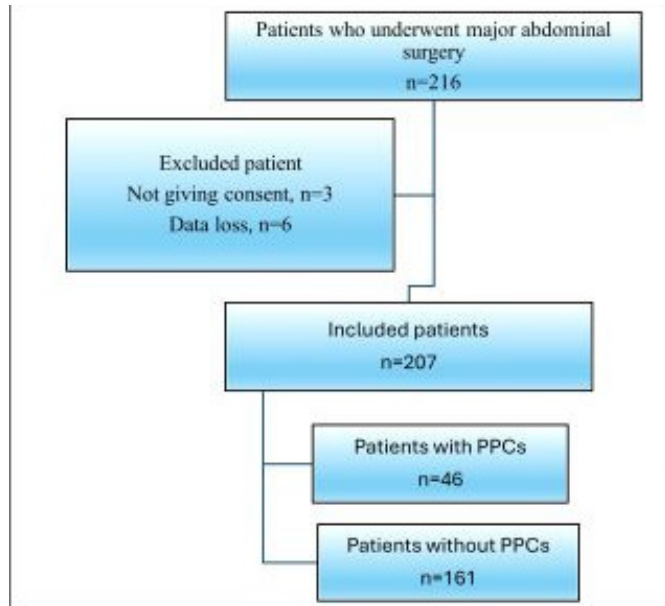 Patients who underwent major abdominal
surgery
n=216
Excluded patient
Not giving consent, n=3
Data loss, n=6
Included patients
n=207
Patients with PPCs
n=46
Patients without PPCs
n=161